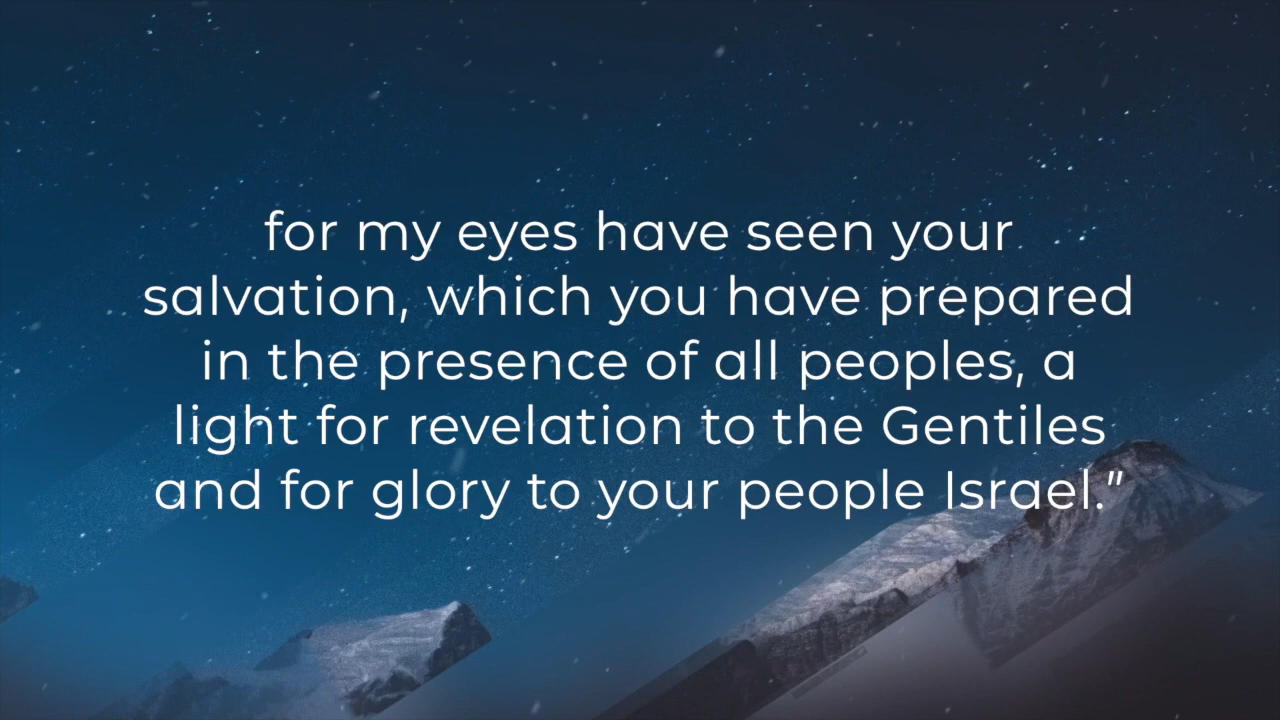 for my eyes have seen your
salvation, which you have prepared
in the presence of all peoples, a
light for revelation to the Gentiles
and for glory to your people Israel.”